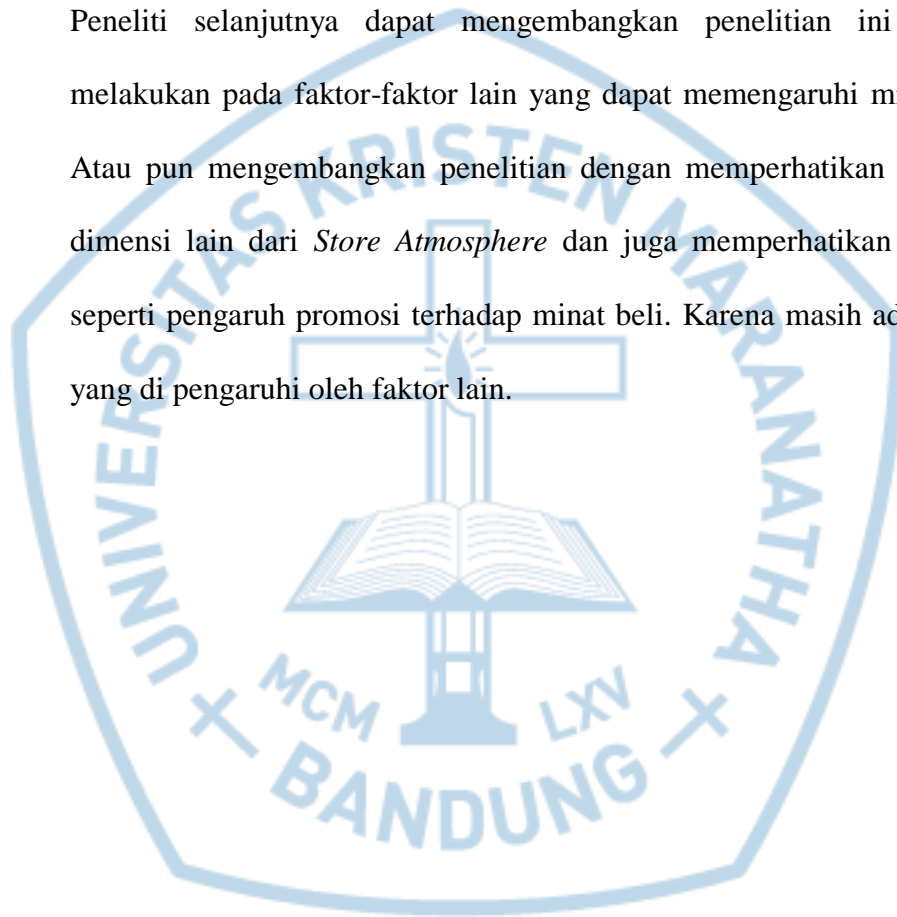 Peneliti selanjutnya dapat mengembangkan penelitian ini
melakukan pada faktor-faktor lain yang dapat memengaruhi
Atau pun mengembangkan penelitian dengan memperhatikan
dimensi lain dari Store Atmosphere dan juga memperhatikan
seperti pengaruh promosi terhadap minat beli. Karena masih
yang di pengaruhi oleh faktor lain.
UNIVERSITAS KRISTEN MARANATHA
MCM LXV
BANDUNG